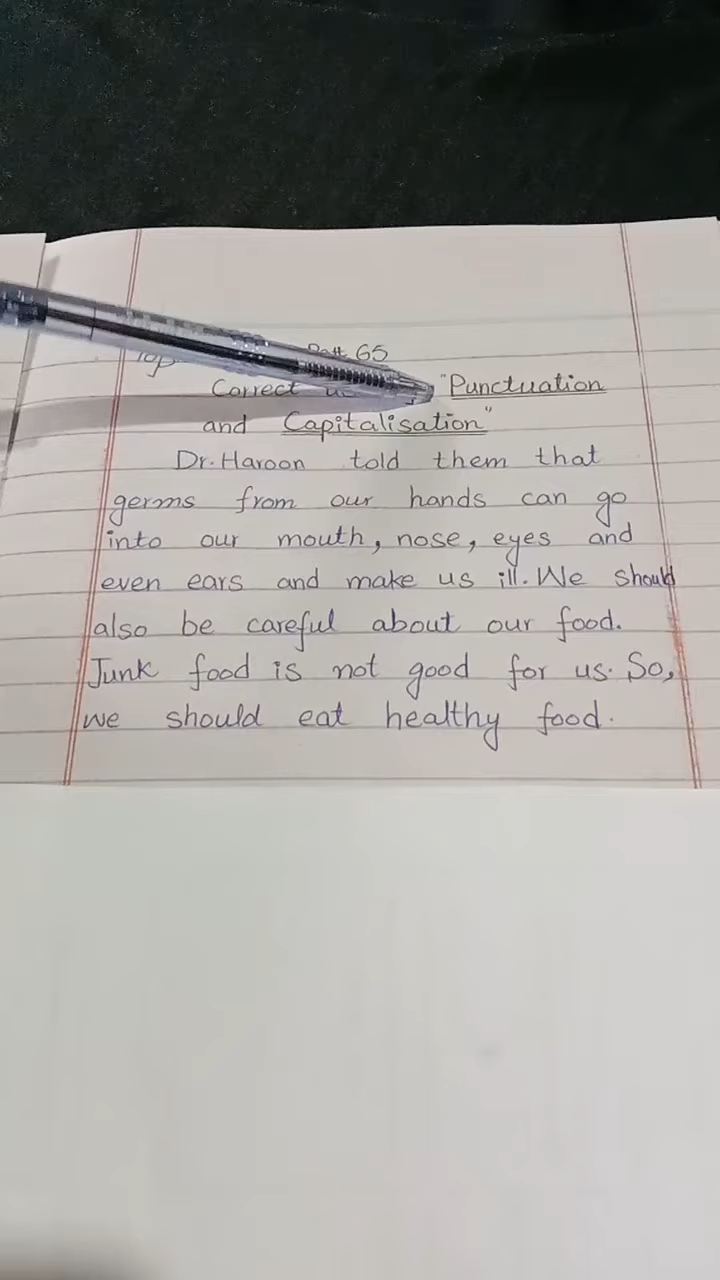 65
Correct "Punctuation
and Capitalisation"
Dr. Haroon told them that
germs from our hands can go
into our mouth, nose, eyes and
even ears and make us ill. We should
also be careful about our food.
Junk food is not good for us. So,
we should eat healthy food.